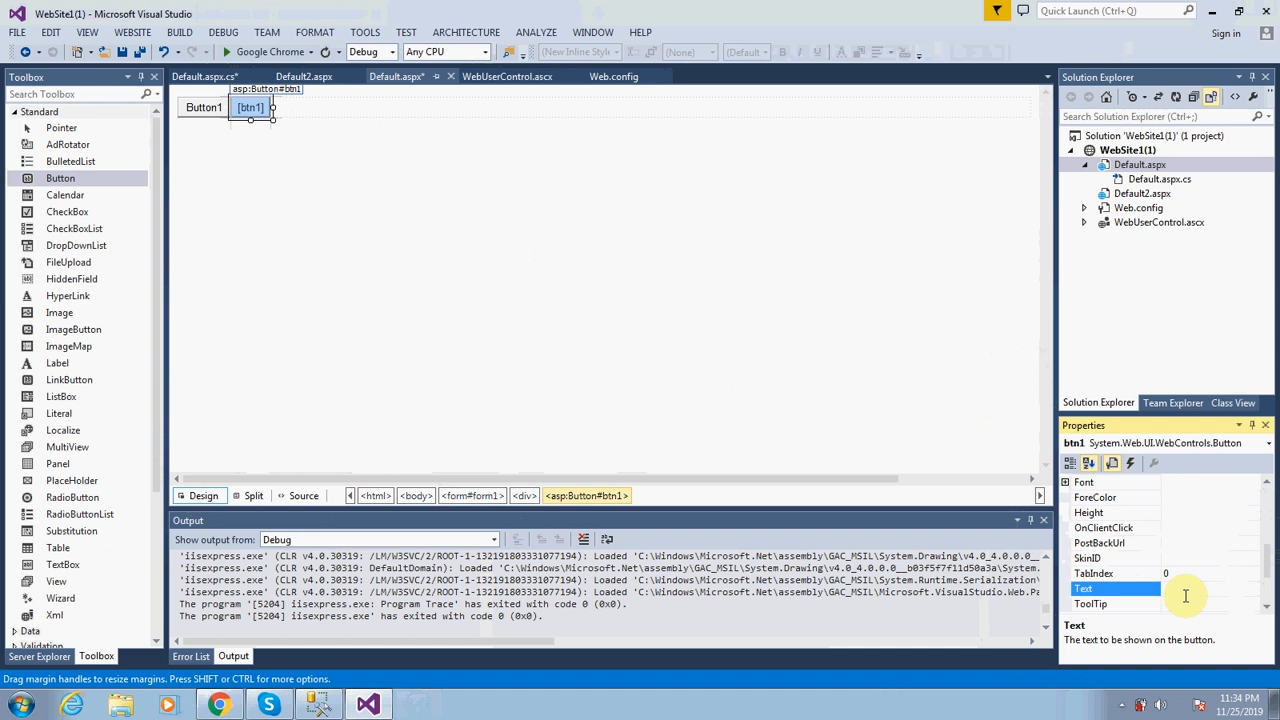 WebSite1(1) - Microsoft Visual Studio
Quick Launch (Ctrl+Q)
FILE EDIT VIEW WEBSITE BUILD DEBUG TEAM FORMAT TOOLS TEST ARCHITECTURE ANALYZE WINDOW HELP
Sign in
Google Chrome Debug Any CPU (New Inline Style) (None) (Default
Toolbox
Default.aspx.cs* Default2.aspx Default.aspx* WebUserControl.ascx Web.config
Solution Explorer
Search Toolbox
Standard
Pointer
AdRotator
BulletedList
Button
Calendar
CheckBox
CheckBoxList
DropDownList
FileUpload
HiddenField
HyperLink
Image
ImageButton
ImageMap
Label
LinkButton
ListBox
Literal
Localize
MultiView
Panel
PlaceHolder
RadioButton
RadioButtonList
Substitution
Table
TextBox
View
Wizard
Xml
Data
Validation
Server Explorer Toolbox
asp:Button#btn1
Button1 [btn1]
Design Split Source <html> <body> <form#form1> <div> <asp:Button#btn1>
Output
Show output from: Debug
'iisexpress.exe' (CLR v4.0.30319: /LM/W3SVC/2/ROOT-1-132191803331077194): Loaded 'C:\Windows\Microsoft.Net\assembly\GAC_MSIL\System.Drawing\v4.0_4.0.0.0__
'iisexpress.exe' (CLR v4.0.30319: DefaultDomain): Loaded 'C:\Windows\Microsoft.Net\assembly\GAC_MSIL\System.Drawing\v4.0_4.0.0.0__b03f5f7f11d50a3a\System.
'iisexpress.exe' (CLR v4.0.30319: /LM/W3SVC/2/ROOT-1-132191803331077194): Loaded 'C:\Windows\Microsoft.Net\assembly\GAC_MSIL\System.Runtime.Serialization
'iisexpress.exe' (CLR v4.0.30319: /LM/W3SVC/2/ROOT-1-132191803331077194): Loaded 'C:\Windows\Microsoft.Net\assembly\GAC_MSIL\Microsoft.VisualStudio.Web.Pa
The program '[5204] iisexpress.exe: Program Trace' has exited with code 0 (0x0).
The program '[5204] iisexpress.exe' has exited with code 0 (0x0).
Error List Output
Search Solution Explorer (Ctrl+;)
Solution 'WebSite1(1)' (1 project)
WebSite1(1)
Default.aspx
Default.aspx.cs
Default2.aspx
Web.config
WebUserControl.ascx
Solution Explorer Team Explorer Class View
Properties
btn1 System.Web.UI.WebControls.Button
Font
ForeColor
Height
OnClientClick
PostBackUrl
SkinID
TabIndex 0
Text
ToolTip
Text
The text to be shown on the button.
Drag margin handles to resize margins. Press SHIFT or CTRL for more options.
11:34 PM
11/25/2019